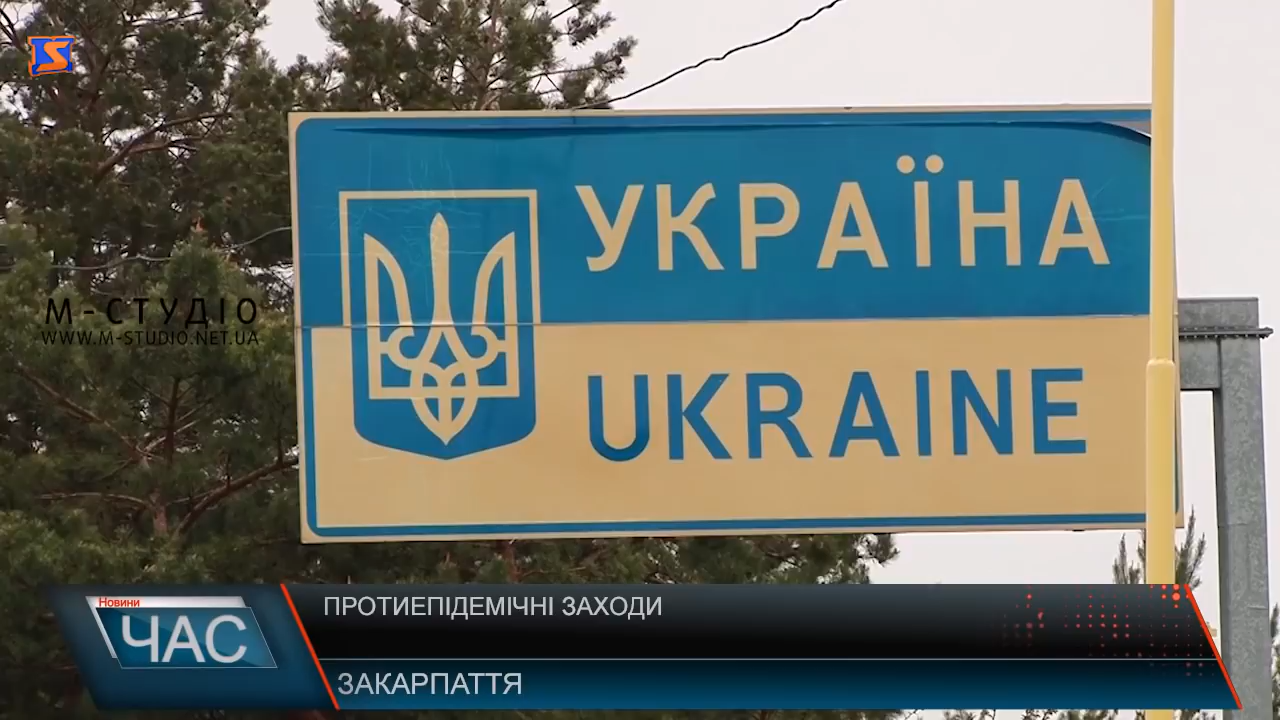 УКРАЇНА
UKRAINE
М-СТУДІО
WWW.M-STUDIO.NET.UA
Новини
ЧАС
ПРОТИЕПІДЕМІЧНІ ЗАХОДИ
ЗАКАРПАТТЯ